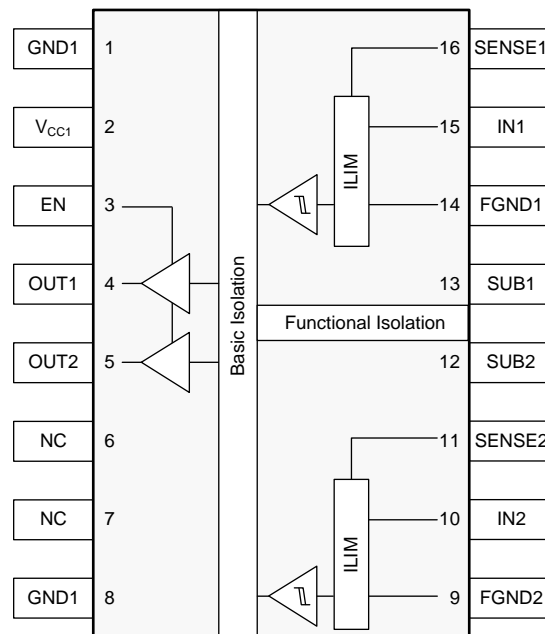 GND1 1 16 SENSE1
VCC1 2 15 IN1
EN 3 14 FGND1
ILIM
OUT1 4 13 SUB1
Basic Isolation
Functional Isolation
OUT2 5 12 SUB2
NC 6 11 SENSE2
NC 7 10 IN2
ILIM
GND1 8 9 FGND2